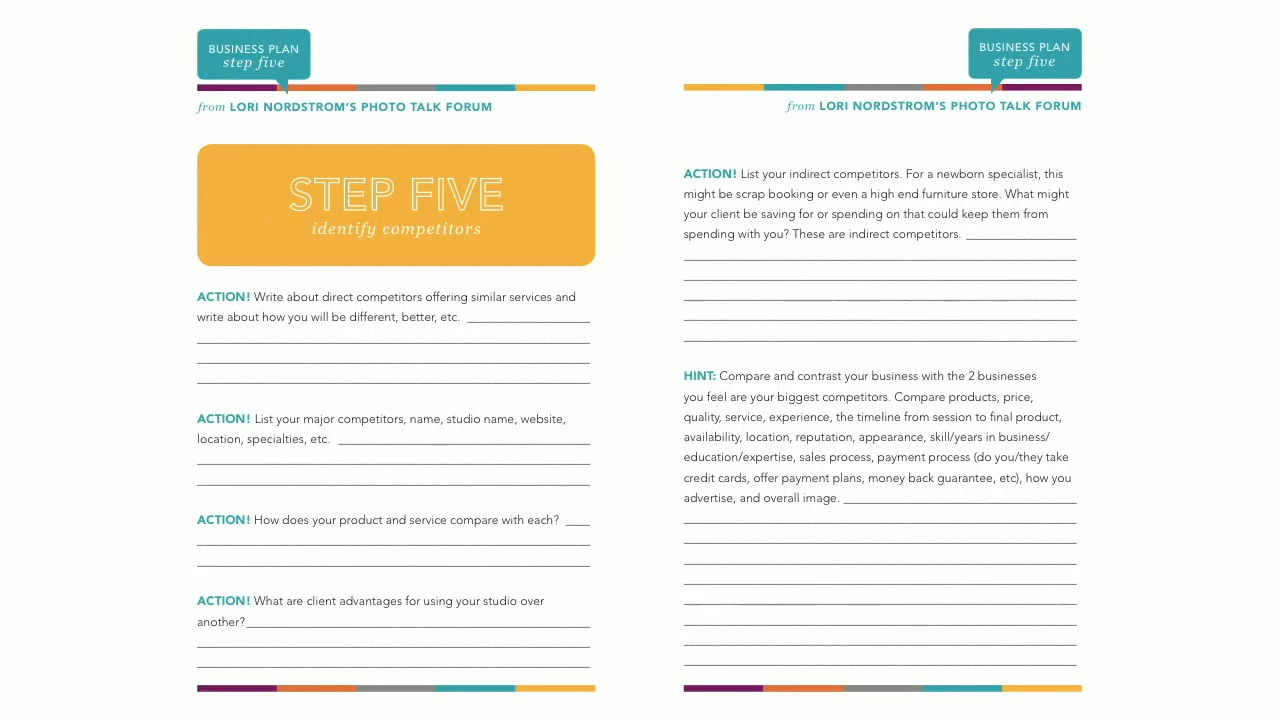 BUSINESS PLAN
step five
from LORI NORDSTROM'S PHOTO TALK FORUM
STEP FIVE
identify competitors
ACTION! Write about direct competitors offering similar services and
write about how you will be different, better, etc.
ACTION! List your major competitors, name, studio name, website,
location, specialties, etc.
ACTION! How does your product and service compare with each?
ACTION! What are client advantages for using your studio over
another?
BUSINESS PLAN
step five
from LORI NORDSTROM'S PHOTO TALK FORUM
ACTION! List your indirect competitors. For a newborn specialist, this
might be scrap booking or even a high end furniture store. What might
your client be saving for or spending on that could keep them from
spending with you? These are indirect competitors.
HINT: Compare and contrast your business with the 2 businesses
you feel are your biggest competitors. Compare products, price,
quality, service, experience, the timeline from session to final product,
availability, location, reputation, appearance, skill/years in business/
education/expertise, sales process, payment process (do you/they take
credit cards, offer payment plans, money back guarantee, etc), how you
advertise, and overall image.